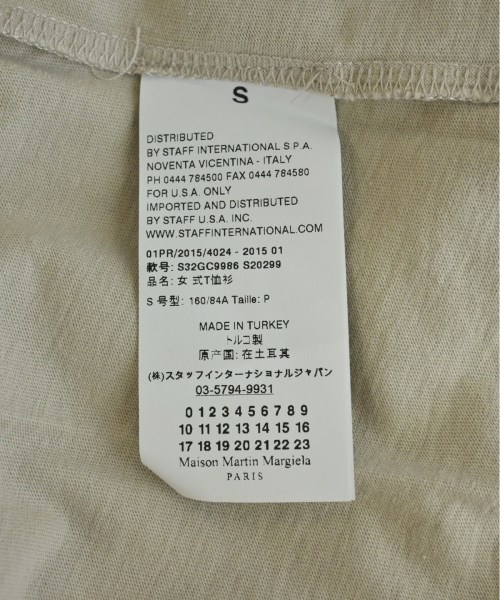 S
DISTRIBUTED
BY STAFF INTERNATIONAL S.P.A.
NOVENTA VICENTINA - ITALY
PH 0444 784500 FAX 0444 784580
FOR U.S.A. ONLY
IMPORTED AND DISTRIBUTED
BY STAFF U.S.A. INC.
WWW.STAFFINTERNATIONAL.COM
01PR/2015/4024 - 2015 01
款号: S32GC9986 S20299
品名: 女 式T恤衫
S 号型: 160/84A Taille: P
MADE IN TURKEY
トルコ製
原产国: 在土耳其
(株)スタッフインターナショナルジャパン
03-5794-9931
0 1 2 3 4 5 6 7 8 9
10 11 12 13 14 15 16
17 18 19 20 21 22 23
Maison Martin Margiela
PARIS